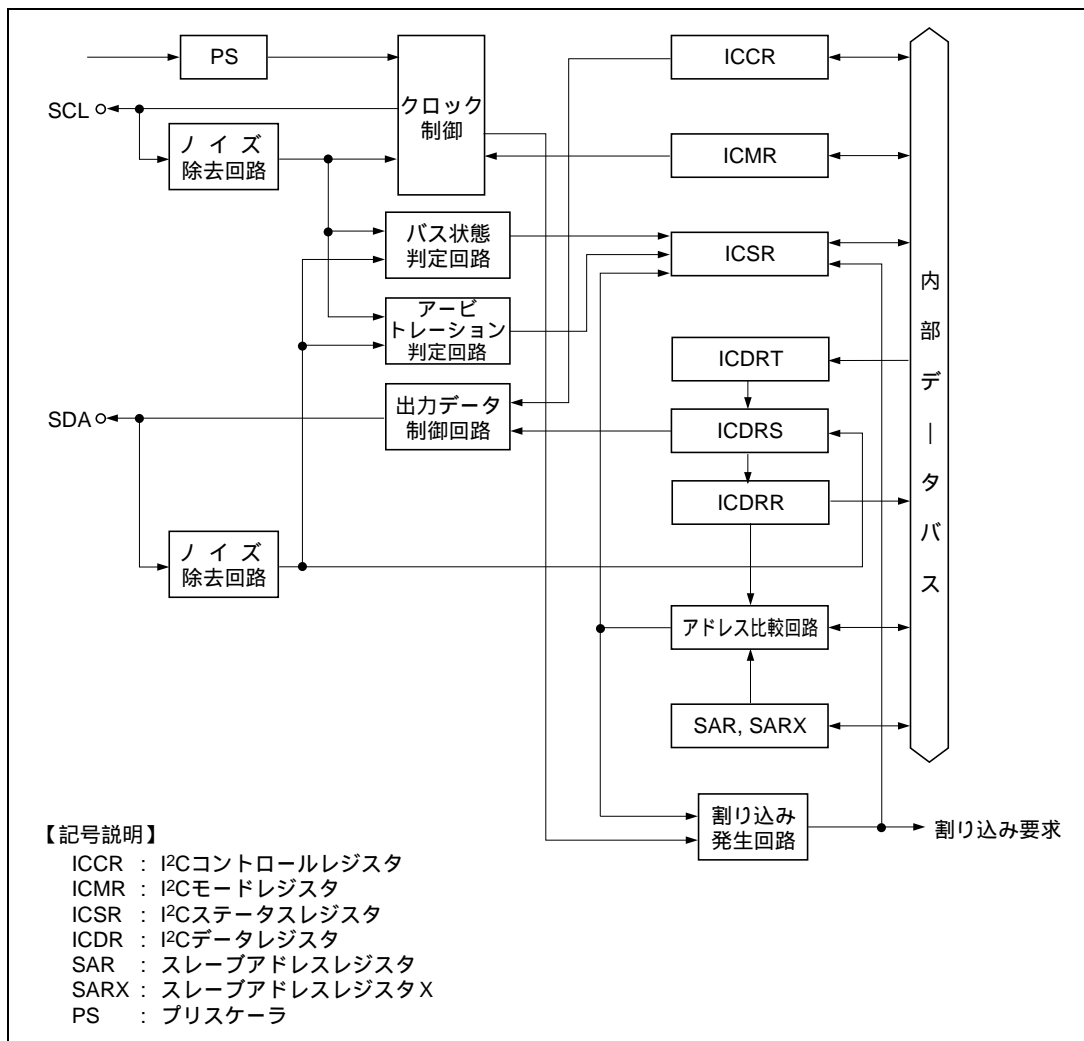 PS
ICCR
SCL
クロック
制御
ノイズ
除去回路
ICMR
バス状態
判定回路
ICSR
アービ
トレーション
判定回路
内部データバス
ICDRT
SDA
出力データ
制御回路
ICDRS
ICDRR
ノイズ
除去回路
アドレス比較回路
SAR, SARX
割り込み
発生回路
割り込み要求
【記号説明】
ICCR : I²Cコントロールレジスタ
ICMR : I²Cモードレジスタ
ICSR : I²Cステータスレジスタ
ICDR : I²Cデータレジスタ
SAR : スレーブアドレスレジスタ
SARX : スレーブアドレスレジスタX
PS : プリスケーラ